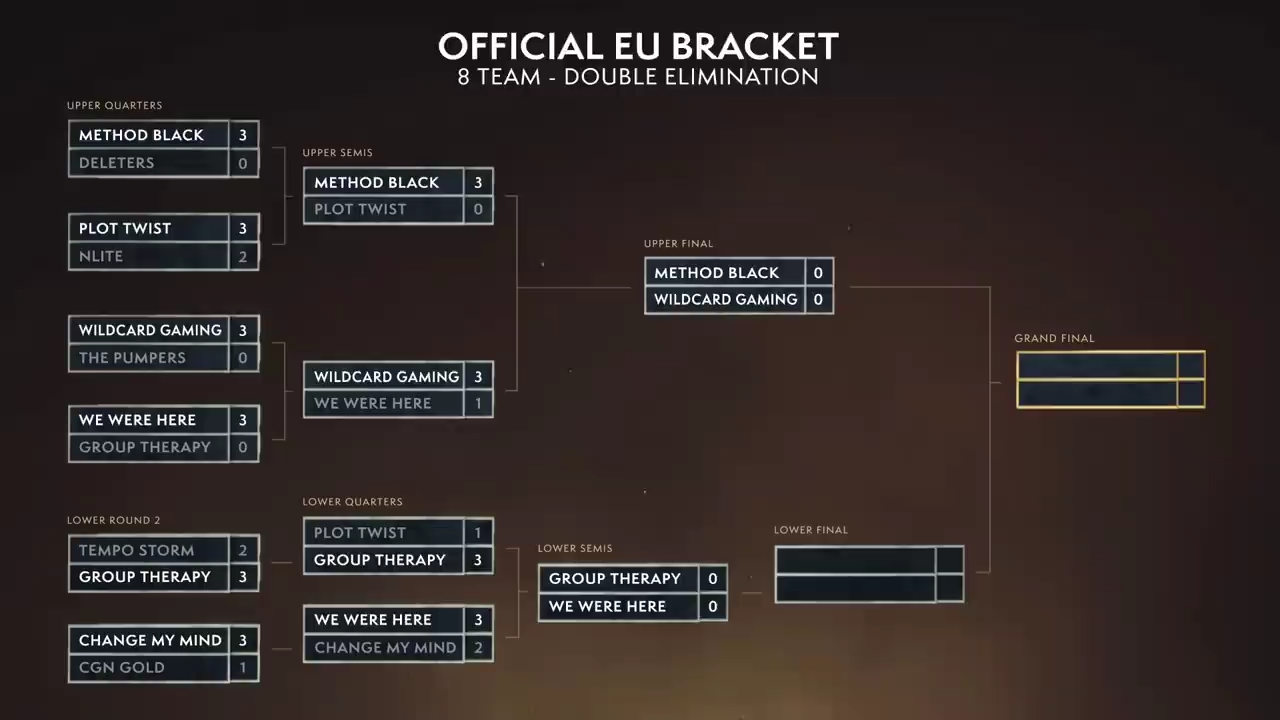 OFFICIAL EU BRACKET
8 TEAM - DOUBLE ELIMINATION
UPPER QUARTERS
METHOD BLACK 3
DELETERS 0
PLOT TWIST 3
NLITE 2
WILDCARD GAMING 3
THE PUMPERS 0
WE WERE HERE 3
GROUP THERAPY 0
UPPER SEMIS
METHOD BLACK 3
PLOT TWIST 0
WILDCARD GAMING 3
WE WERE HERE 1
UPPER FINAL
METHOD BLACK 0
WILDCARD GAMING 0
GRAND FINAL
LOWER ROUND 2
TEMPO STORM 2
GROUP THERAPY 3
CHANGE MY MIND 3
CGN GOLD 1
LOWER QUARTERS
PLOT TWIST 1
GROUP THERAPY 3
WE WERE HERE 3
CHANGE MY MIND 2
LOWER SEMIS
GROUP THERAPY 0
WE WERE HERE 0
LOWER FINAL